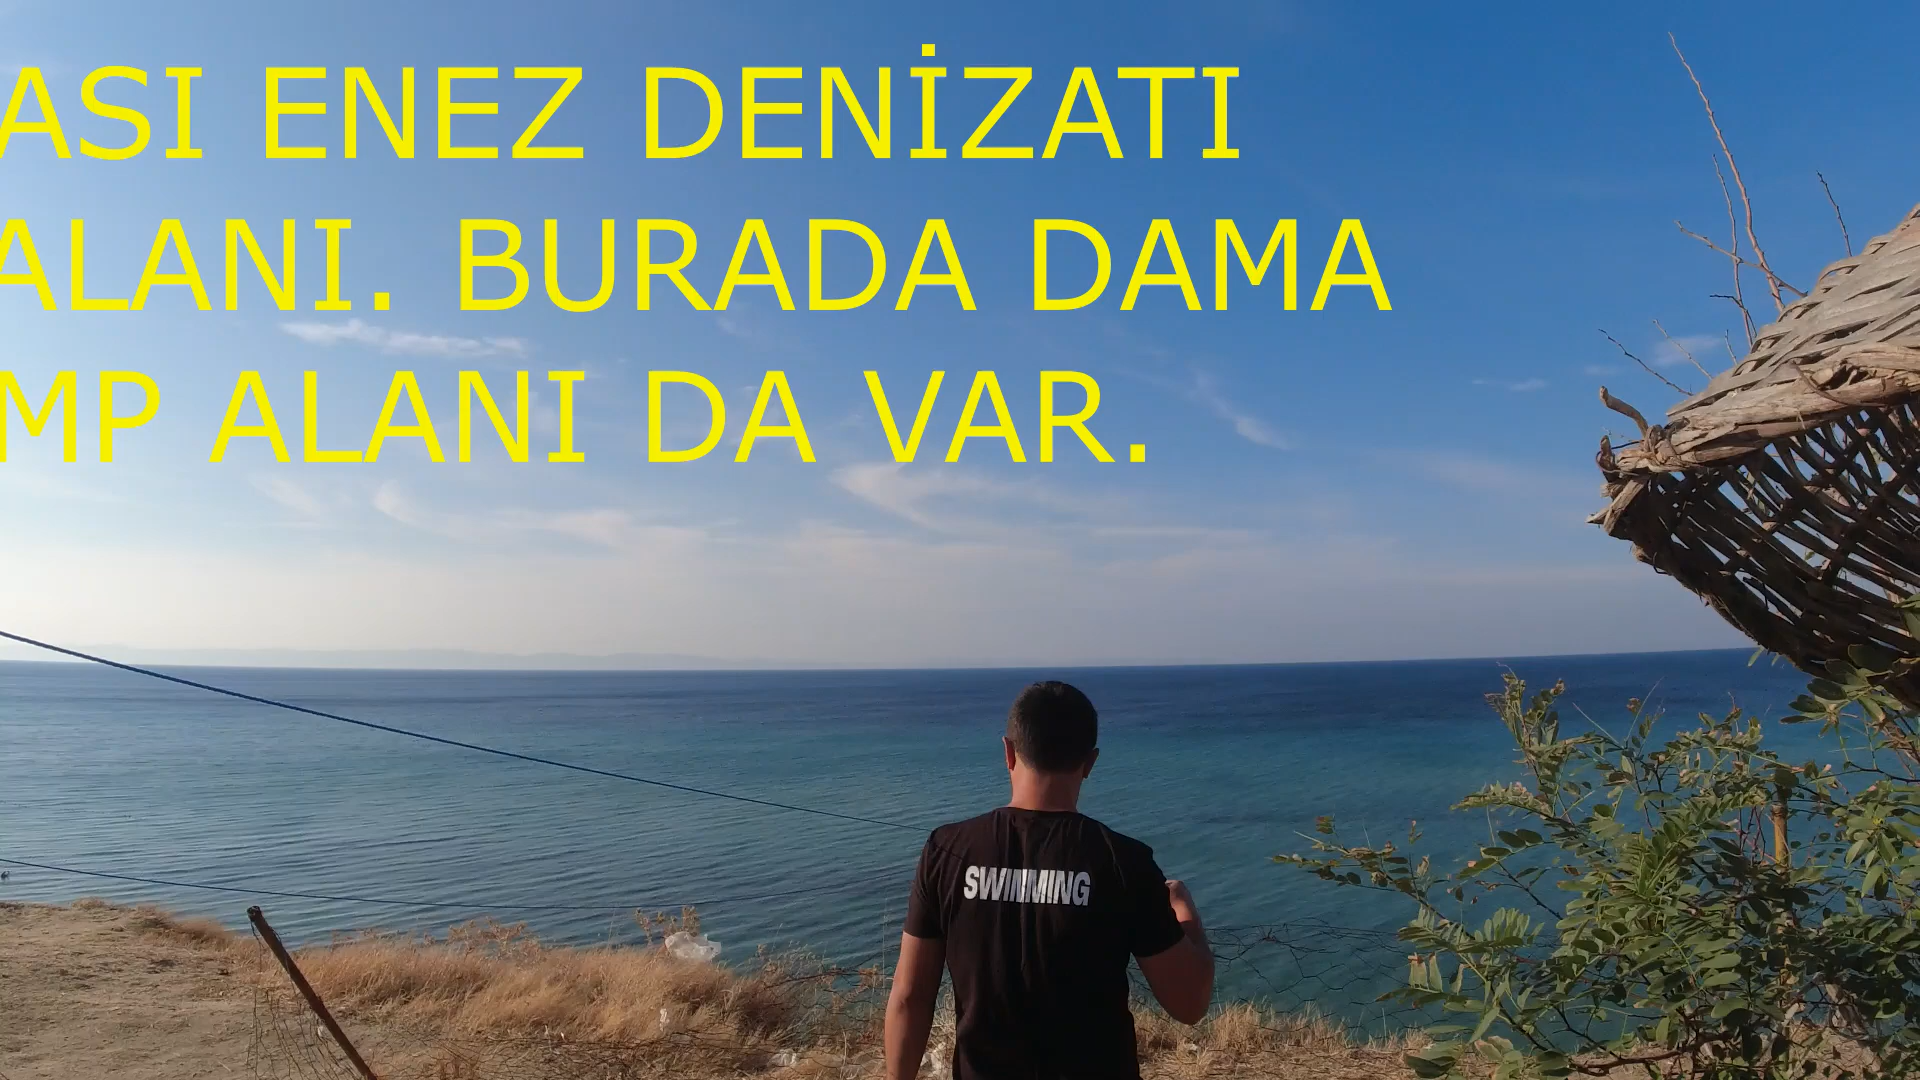 ASI ENEZ DENİZATI
ALANI. BURADA DAMA
MP ALANI DA VAR.
SWIMMING